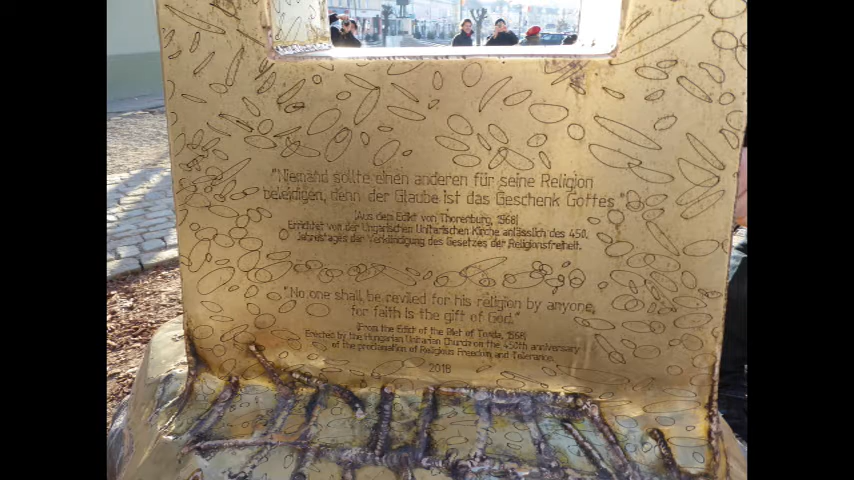 "Niemand sollte einen anderen für seine Religion
beleidigen, denn der Glaube ist das Geschenk Gottes."
(Aus dem Edikt von Thorenburg, 1568)
Errichtet von der Ungarischen Unitarischen Kirche anlässlich des 450.
Jahrestages der Verkündigung des Gesetzes der Religionsfreiheit.
"No one shall be reviled for his religion by anyone,
for faith is the gift of God."
(From the Edict of the Diet of Torda, 1568)
Erected by the Hungarian Unitarian Church on the 450th anniversary
of the proclamation of Religious Freedom and Tolerance.
2018